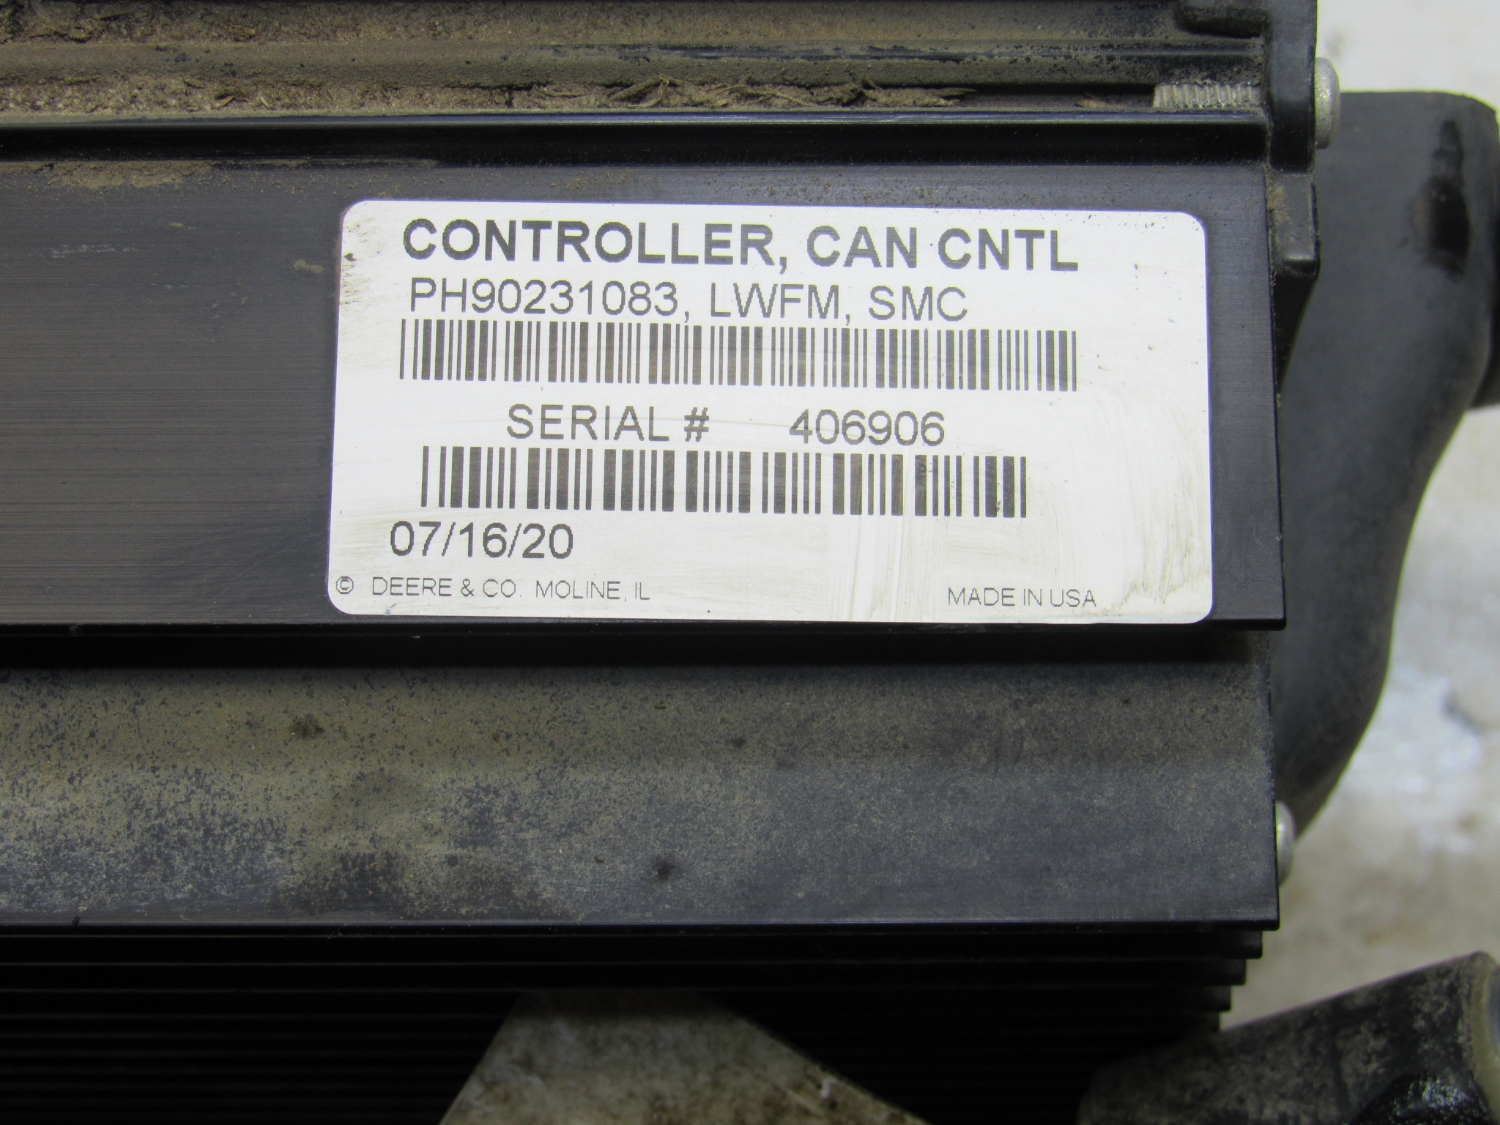 CONTROLLER, CAN CNTL
PH90231083, LWFM, SMC
SERIAL # 406906
07/16/20
© DEERE & CO. MOLINE, IL MADE IN USA